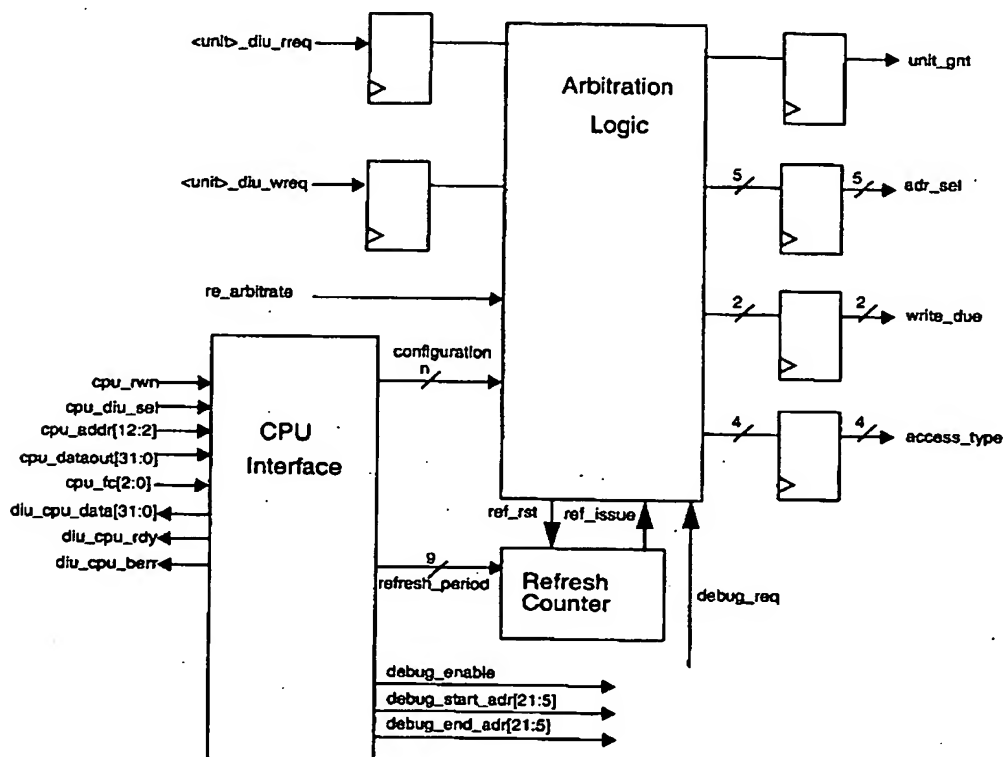 <unit>_diu_rreq
Arbitration
Logic
unit_gnt
<unit>_diu_wreq
5
5
adr_sel
re_arbitrate
2
2
write_due
configuration
n
cpu_rwn
cpu_diu_sel
cpu_addr[12:2]
cpu_dataout[31:0]
cpu_fc[2:0]
diu_cpu_data[31:0]
diu_cpu_rdy
diu_cpu_berr
CPU
Interface
4
4
access_type
ref_rst
ref_issue
9
refresh_period
Refresh
Counter
debug_req
debug_enable
debug_start_adr[21:5]
debug_end_adr[21:5]